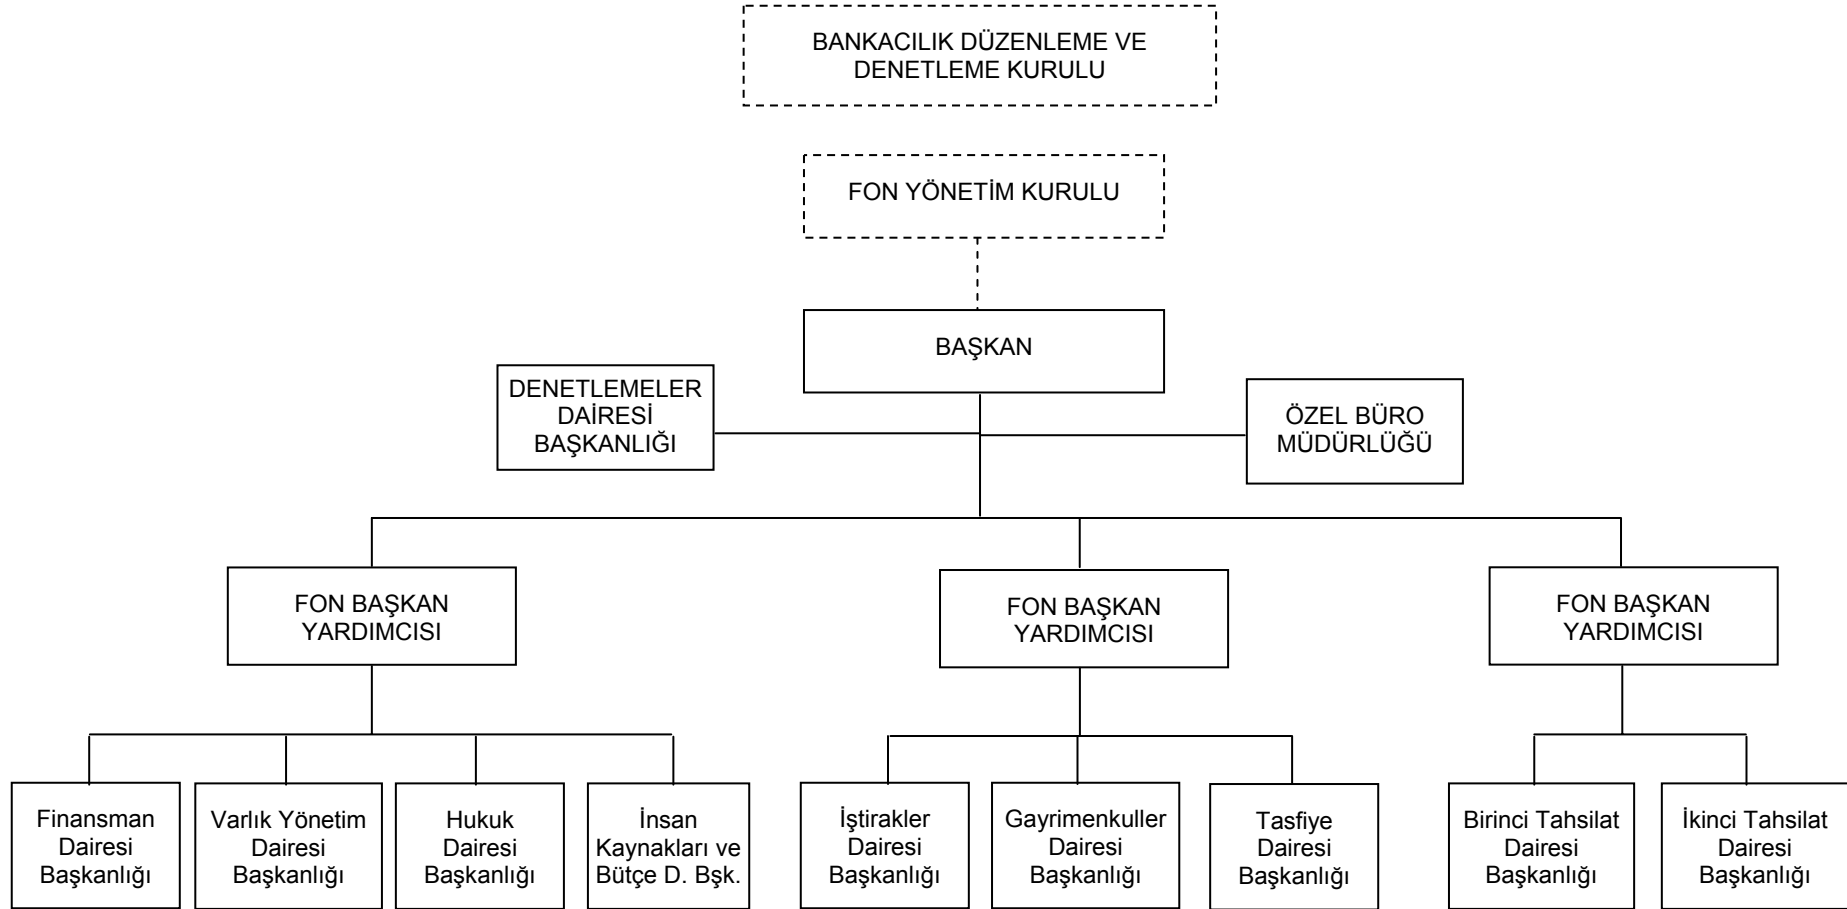 BANKACILIK DÜZENLEME VE
DENETLEME KURULU
FON YÖNETİM KURULU
BAŞKAN
DENETLEMELER
DAİRESİ
BAŞKANLIĞI
ÖZEL BÜRO
MÜDÜRLÜĞÜ
FON BAŞKAN
YARDIMCISI
FON BAŞKAN
YARDIMCISI
FON BAŞKAN
YARDIMCISI
Finansman
Dairesi
Başkanlığı
Varlık Yönetim
Dairesi
Başkanlığı
Hukuk
Dairesi
Başkanlığı
İnsan
Kaynakları ve
Bütçe D. Bşk.
İştirakler
Dairesi
Başkanlığı
Gayrimenkuller
Dairesi
Başkanlığı
Tasfiye
Dairesi
Başkanlığı
Birinci Tahsilat
Dairesi
Başkanlığı
İkinci Tahsilat
Dairesi
Başkanlığı